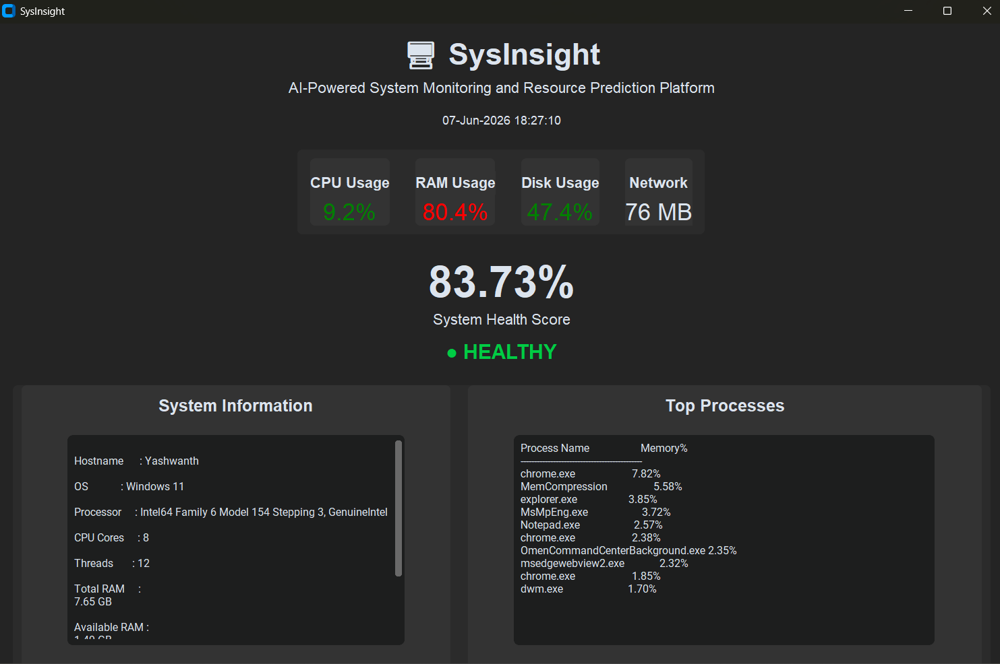 SysInsight
SysInsight
AI-Powered System Monitoring and Resource Prediction Platform
07-Jun-2026 18:27:10
CPU Usage RAM Usage Disk Usage Network
9.2% 80.4% 47.4% 76 MB
83.73%
System Health Score
● HEALTHY
System Information
Hostname : Yashwanth
OS : Windows 11
Processor : Intel64 Family 6 Model 154 Stepping 3, GenuineIntel
CPU Cores : 8
Threads : 12
Total RAM :
7.65 GB
Available RAM :
1.49 GB
Top Processes
Process Name Memory%
---------------------------------------------
chrome.exe 7.82%
MemCompression 5.58%
explorer.exe 3.85%
MsMpEng.exe 3.72%
Notepad.exe 2.57%
chrome.exe 2.38%
OmenCommandCenterBackground.exe 2.35%
msedgewebview2.exe 2.32%
chrome.exe 1.85%
dwm.exe 1.70%